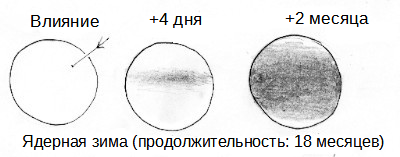 Влияние
+4 дня
+2 месяца
Ядерная зима (продолжительность: 18 месяцев)